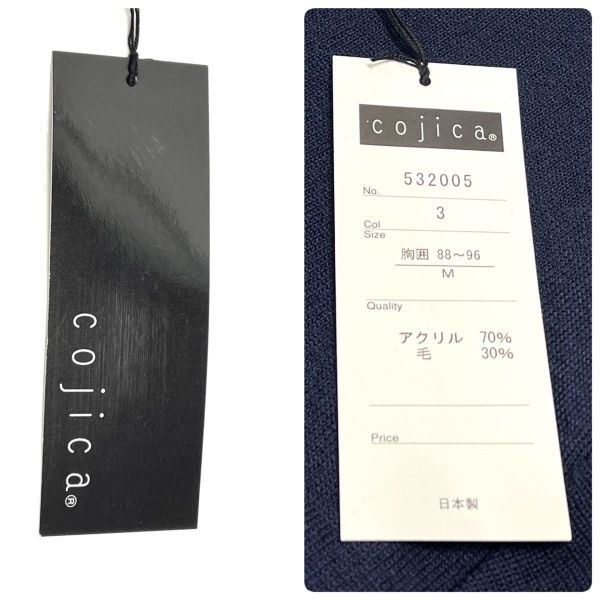 cojica®
cojica®
No. 532005
Col 3
Size
胸囲 88〜96
M
Quality
アクリル 70%
毛 30%
Price
日本製